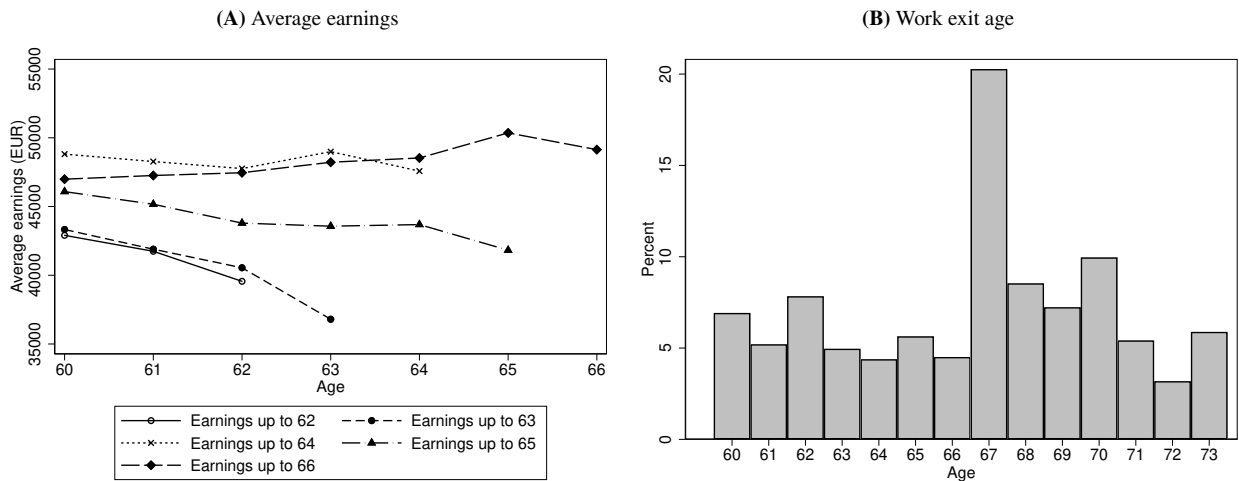 (A) Average earnings
Average earnings (EUR)
55000
50000
45000
40000
35000
60 61 62 63 64 65 66
Age
Earnings up to 62 Earnings up to 63
Earnings up to 64 Earnings up to 65
Earnings up to 66
(B) Work exit age
Percent
20
15
10
5
0
60 61 62 63 64 65 66 67 68 69 70 71 72 73
Age